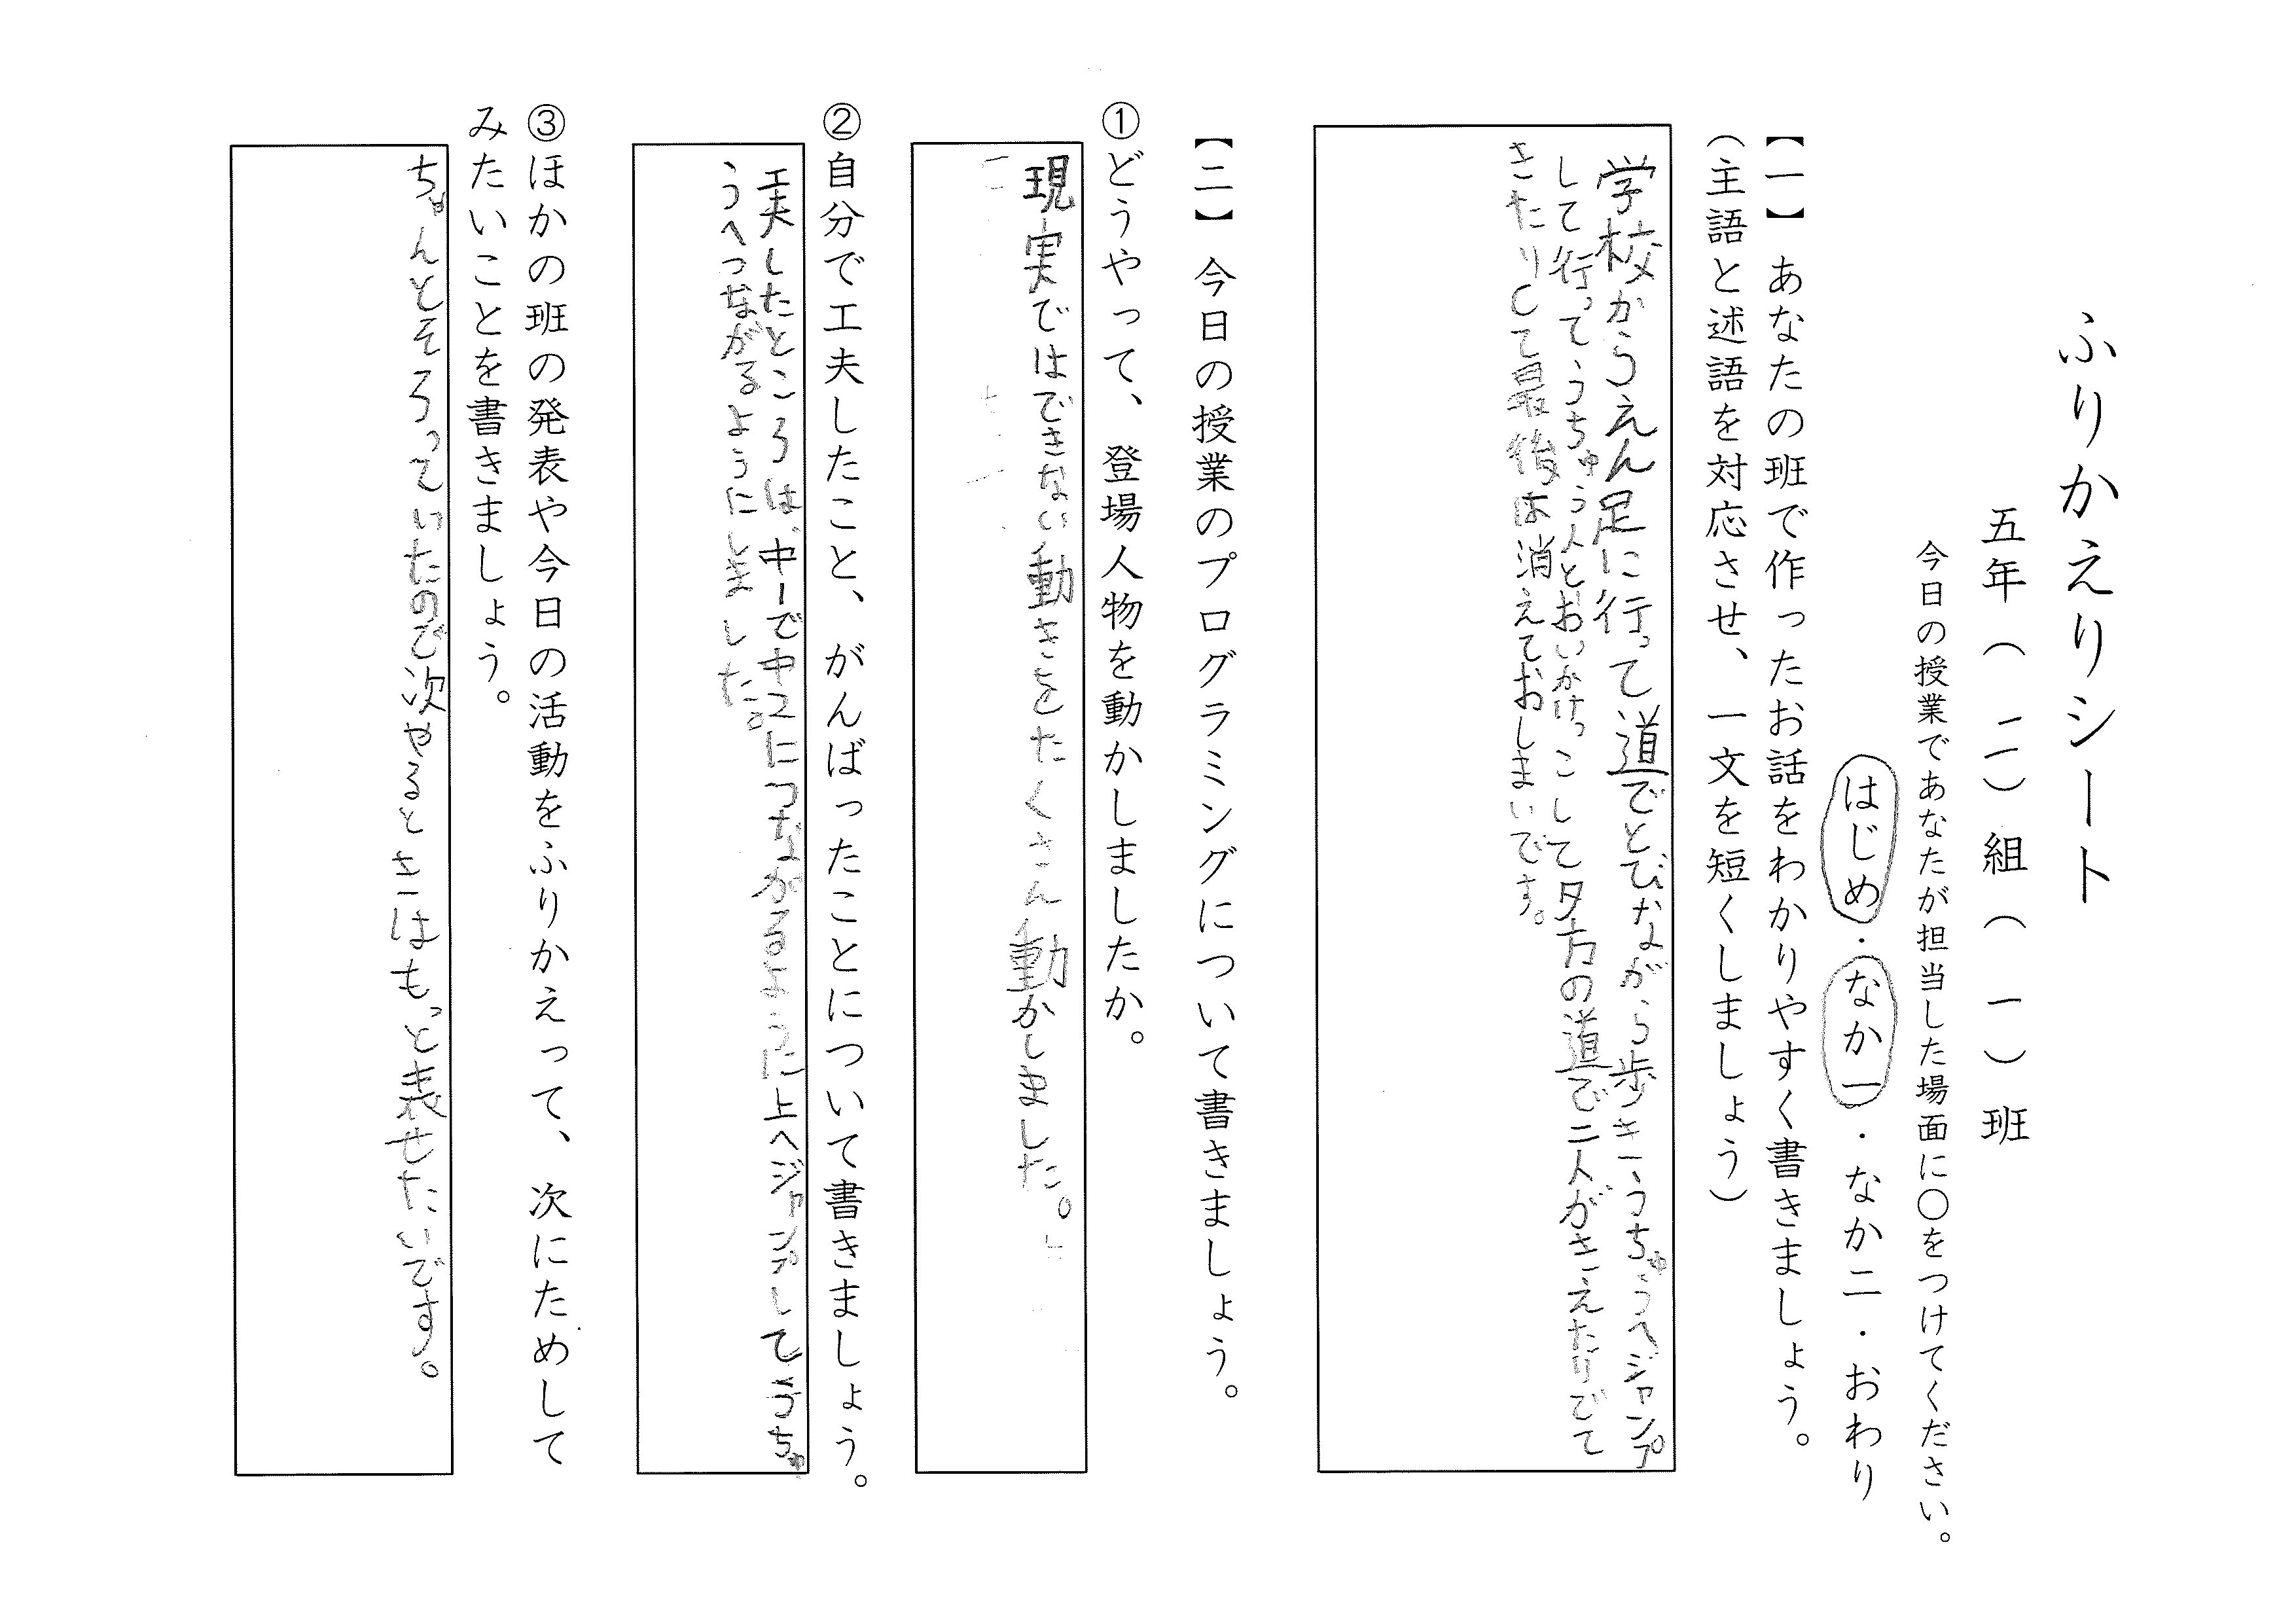 ふりかえりシート
五年（ 二）組（ 一）班
今日の授業であなたが担当した場面に〇をつけてください。
はじめ・なか一・なか二・おわり
【一】あなたの班で作ったお話をわかりやすく書きましょう。
（主語と述語を対応させ、一文を短くしましょう）
学校からえん足に行って道でとびながら歩き、うちゅうへジャンプ
して行って、うちゅう人とおいかけっこして夕方の道で二人がきえたりでて
きたりして最後は消えておしまいです。
【二】今日の授業のプログラミングについて書きましょう。
①どうやって、登場人物を動かしましたか。
現実ではできない動きをたくさん動かしました。
②自分で工夫したこと、がんばったことについて書きましょう。
工夫したところは、中1で中2につながるように上へジャンプしてうちゅ
うへつながるようにしました。
③ほかの班の発表や今日の活動をふりかえって、次にためして
みたいことを書きましょう。
ちゃんとそろっていたので次やるときはもっと表せたいです。